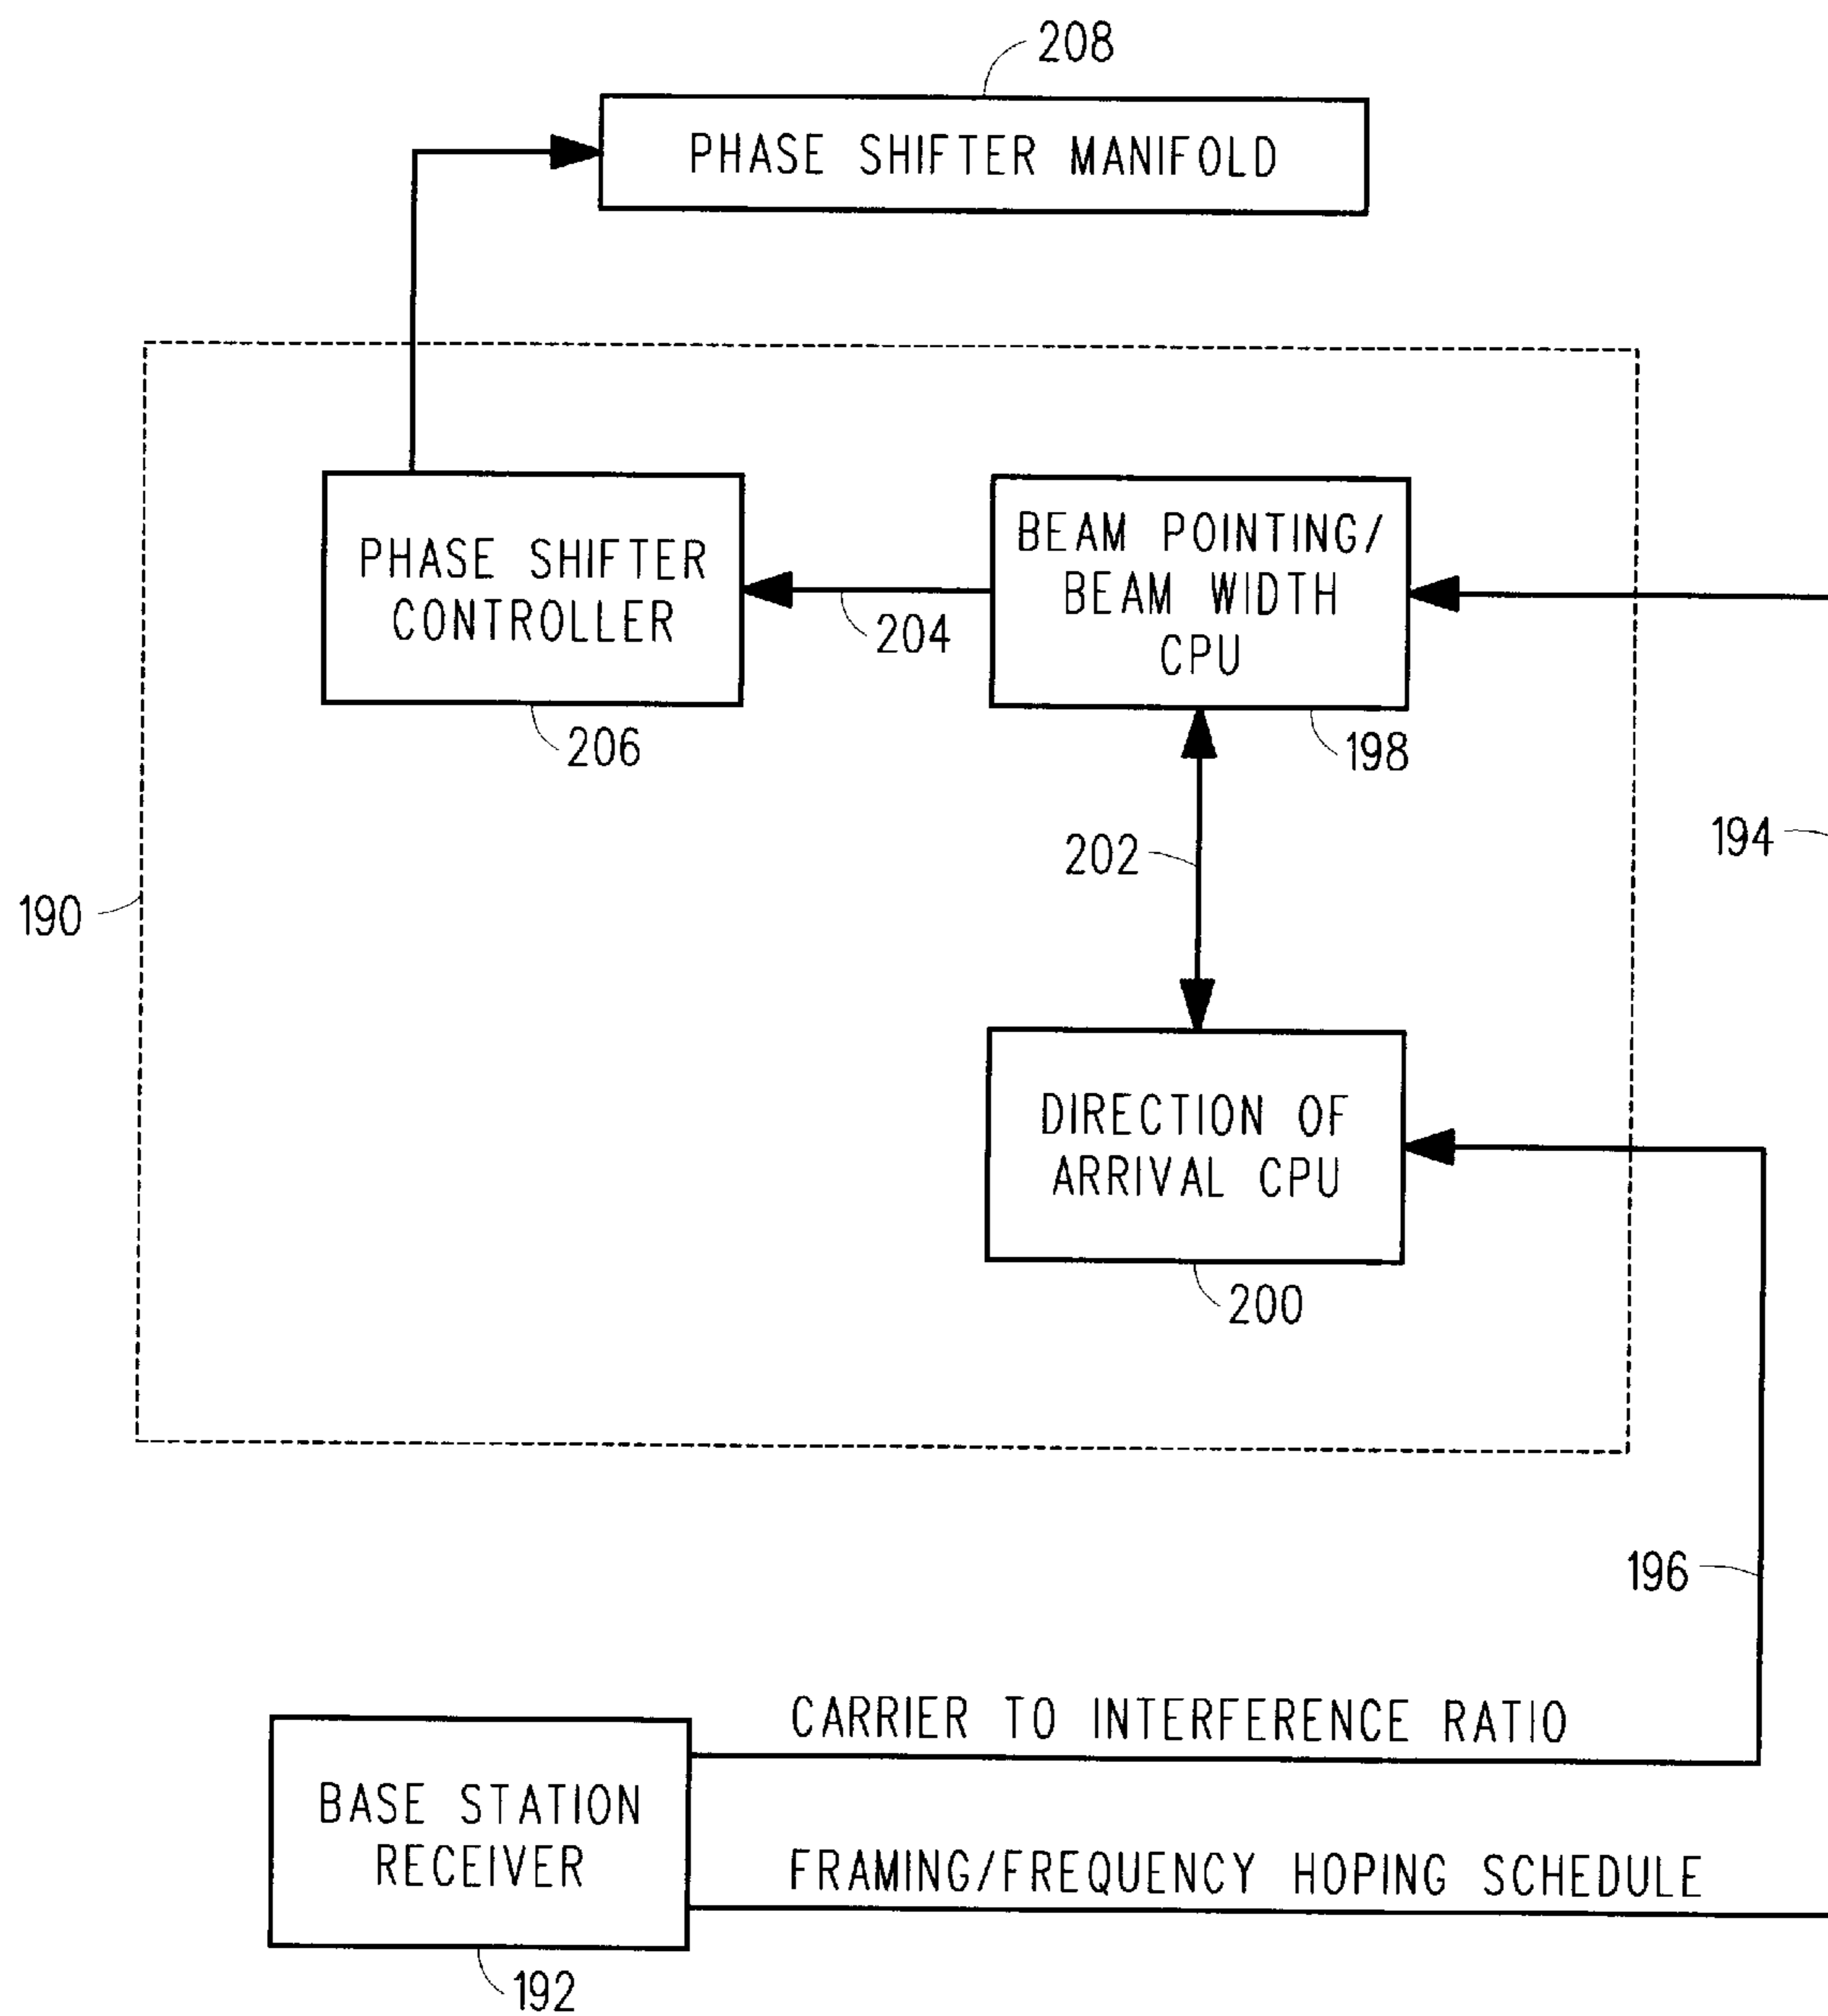 208
PHASE SHIFTER MANIFOLD
PHASE SHIFTER
CONTROLLER
206
204
BEAM POINTING/
BEAM WIDTH
CPU
198
202
194
190
DIRECTION OF
ARRIVAL CPU
200
196
CARRIER TO INTERFERENCE RATIO
BASE STATION
RECEIVER
FRAMING/FREQUENCY HOPING SCHEDULE
192